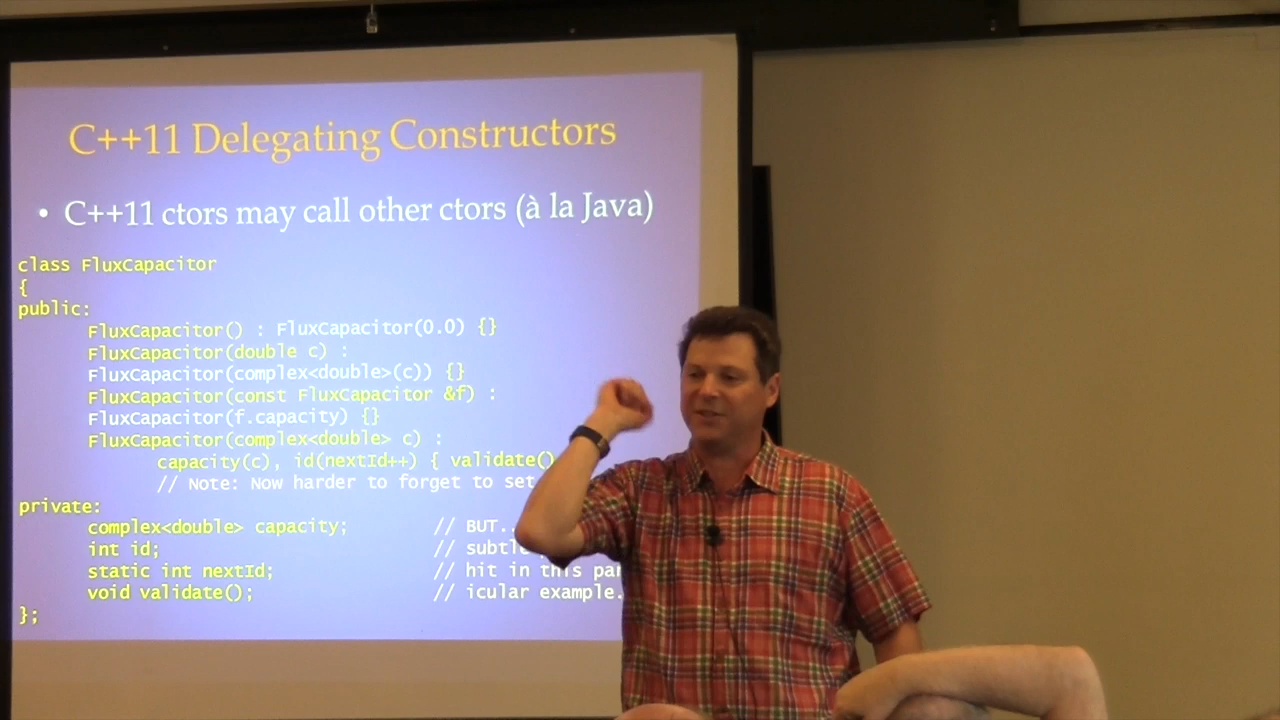 C++11 Delegating Constructors
• C++11 ctors may call other ctors (à la Java)
class FluxCapacitor
{
public:
FluxCapacitor() : FluxCapacitor(0.0) {}
FluxCapacitor(double c) :
FluxCapacitor(complex<double>(c)) {}
FluxCapacitor(const FluxCapacitor &f) :
FluxCapacitor(f.capacity) {}
FluxCapacitor(complex<double> c) :
capacity(c), id(nextId++) { validate()
// Note: Now harder to forget to set
private:
complex<double> capacity; // BUT..
int id; //
static int nextId; // hit in this
void validate(); // icular example.
};